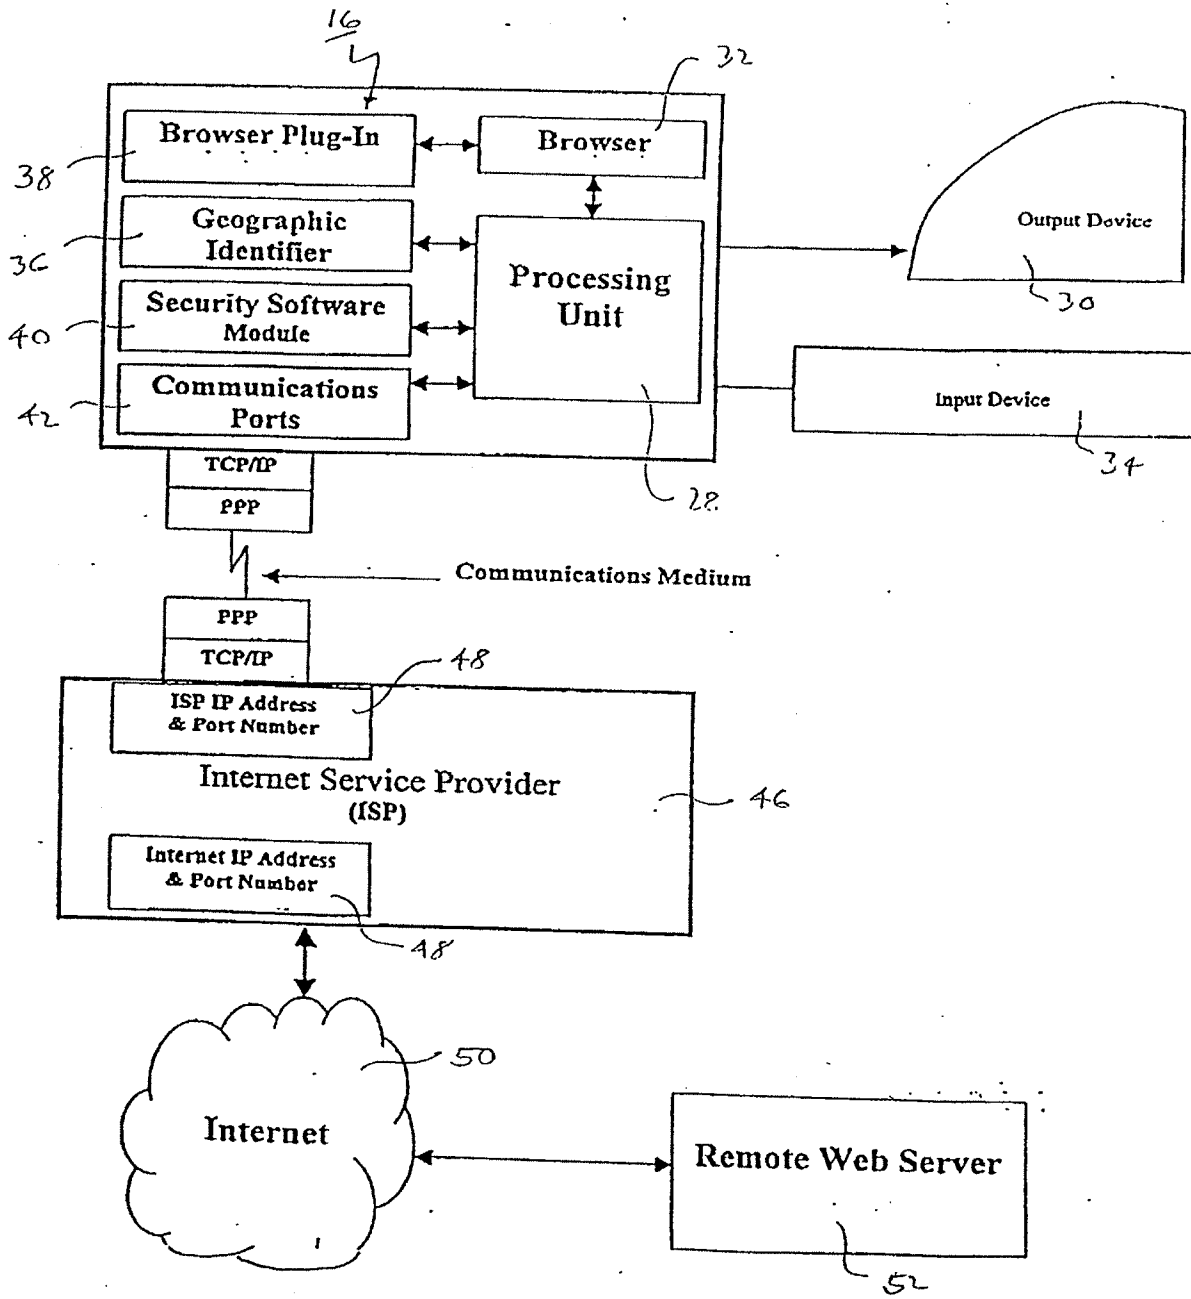 16
32
Browser Plug-In
Browser
38
Geographic
Identifier
36
Output Device
30
Processing
Unit
Security Software
Module
40
Communications
Ports
42
Input Device
34
28
TCP/IP
PPP
Communications Medium
PPP
TCP/IP
48
ISP IP Address
& Port Number
Internet Service Provider
(ISP)
46
Internet IP Address
& Port Number
48
50
Internet
Remote Web Server
52